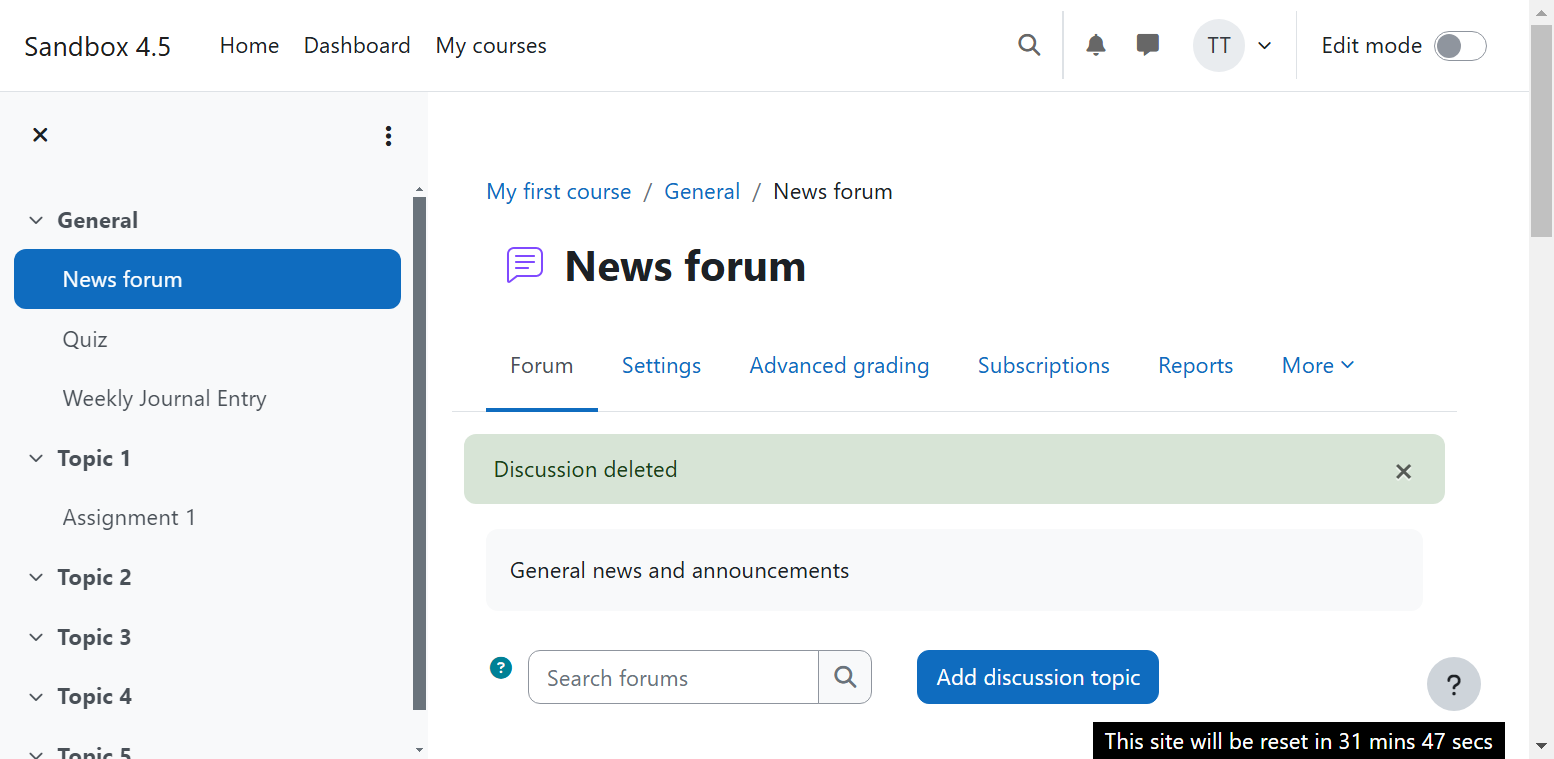 Sandbox 4.5 Home Dashboard My courses TT Edit mode
General
News forum
Quiz
Weekly Journal Entry
Topic 1
Assignment 1
Topic 2
Topic 3
Topic 4
Topic 5
My first course / General / News forum
News forum
Forum Settings Advanced grading Subscriptions Reports More
Discussion deleted
General news and announcements
? Search forums Add discussion topic
?
This site will be reset in 31 mins 47 secs